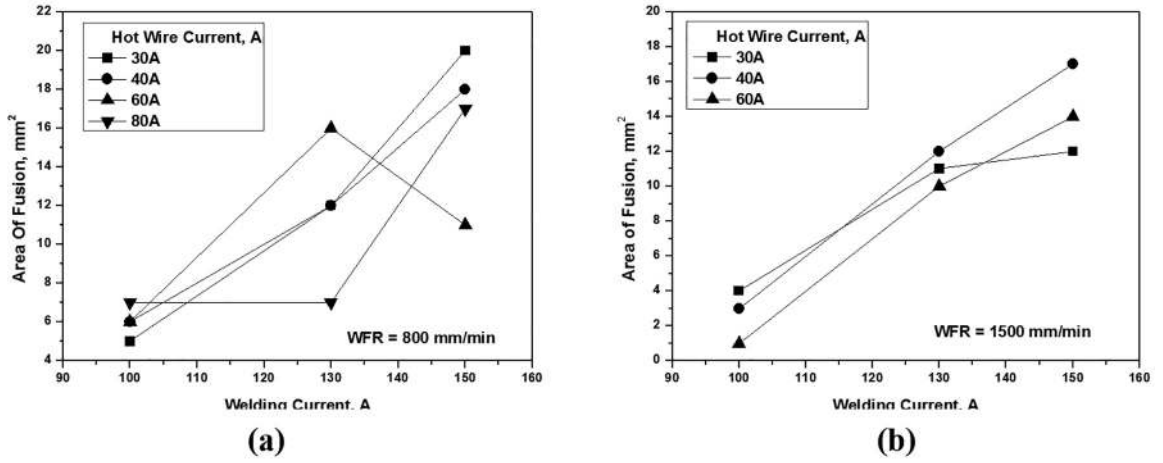 Hot Wire Current, A
30A
40A
60A
80A
Area Of Fusion, mm²
22
20
18
16
14
12
10
8
6
4
WFR = 800 mm/min
90 100 110 120 130 140 150 160
Welding Current, A
(a)
Hot Wire Current, A
30A
40A
60A
Area of Fusion, mm²
20
18
16
14
12
10
8
6
4
2
0
WFR = 1500 mm/min
90 100 110 120 130 140 150 160
Welding Current, A
(b)